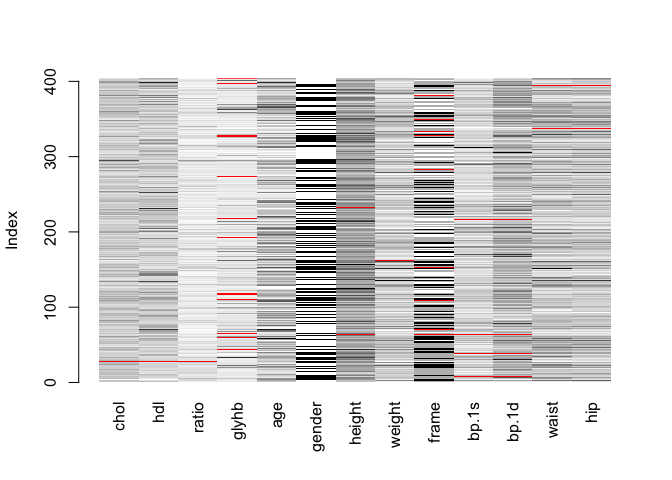 400
300
200
100
0
Index
chol
hdl
ratio
glyhb
age
gender
height
weight
frame
bp.1s
bp.1d
waist
hip